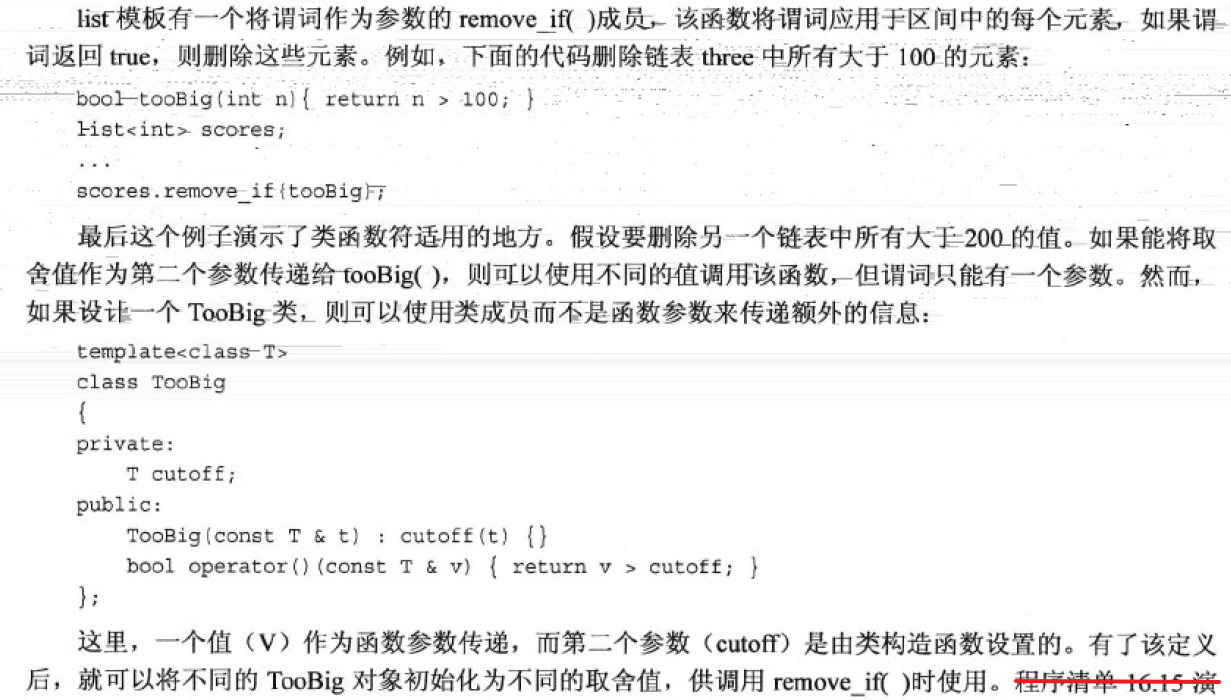 list 模板有一个将谓词作为参数的 remove_if( )成员，该函数将谓词应用于区间中的每个元素，如果谓
词返回 true，则删除这些元素。例如，下面的代码删除链表 three 中所有大于 100 的元素：
bool tooBig(int n){ return n > 100; }
list<int> scores;
...
scores.remove_if(tooBig);
最后这个例子演示了类函数符适用的地方。假设要删除另一个链表中所有大于 200 的值。如果能将取
舍值作为第二个参数传递给 tooBig( )，则可以使用不同的值调用该函数，但谓词只能有一个参数。然而，
如果设计一个 TooBig 类，则可以使用类成员而不是函数参数来传递额外的信息：
template<class T>
class TooBig
{
private:
    T cutoff;
public:
    TooBig(const T & t) : cutoff(t) {}
    bool operator()(const T & v) { return v > cutoff; }
};
这里，一个值（V）作为函数参数传递，而第二个参数（cutoff）是由类构造函数设置的。有了该定义
后，就可以将不同的 TooBig 对象初始化为不同的取舍值，供调用 remove_if( )时使用。程序清单 16.15 演